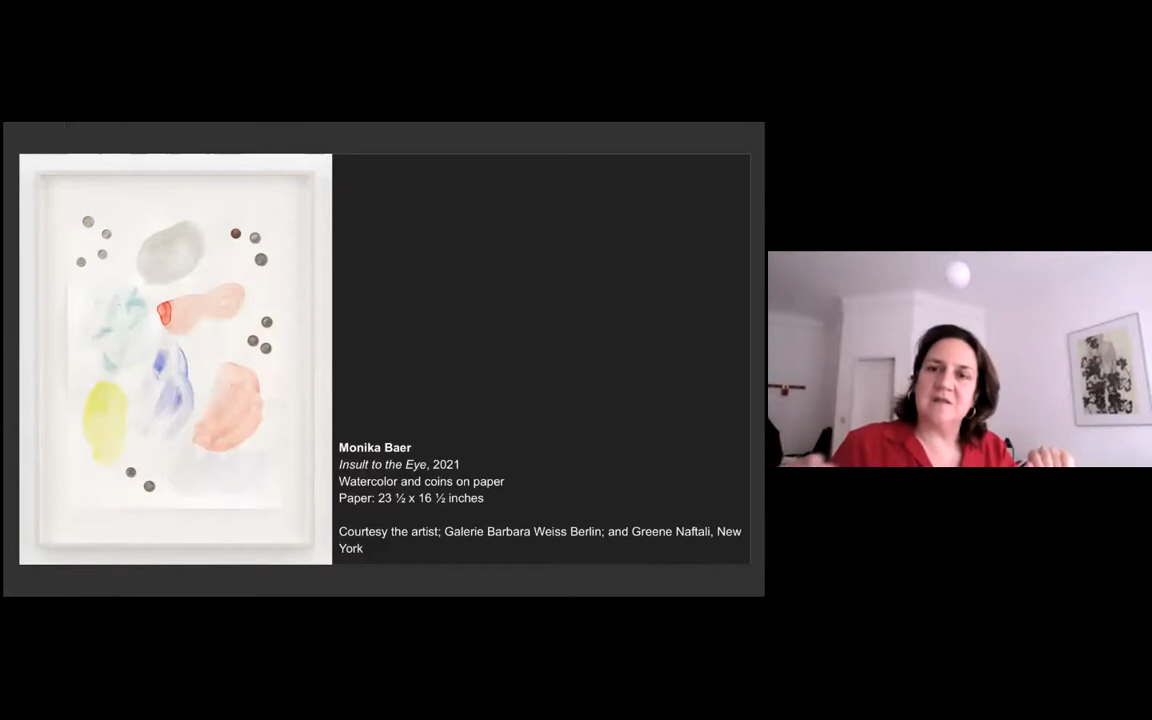 Monika Baer
Insult to the Eye, 2021
Watercolor and coins on paper
Paper: 23 ½ x 16 ½ inches
Courtesy the artist; Galerie Barbara Weiss Berlin; and Greene Naftali, New
York